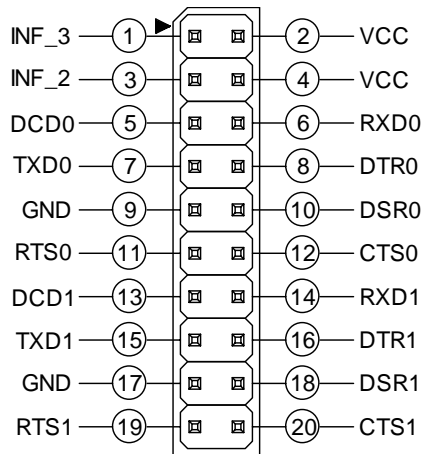 INF_3 1 2 VCC
INF_2 3 4 VCC
DCD0 5 6 RXD0
TXD0 7 8 DTR0
GND 9 10 DSR0
RTS0 11 12 CTS0
DCD1 13 14 RXD1
TXD1 15 16 DTR1
GND 17 18 DSR1
RTS1 19 20 CTS1